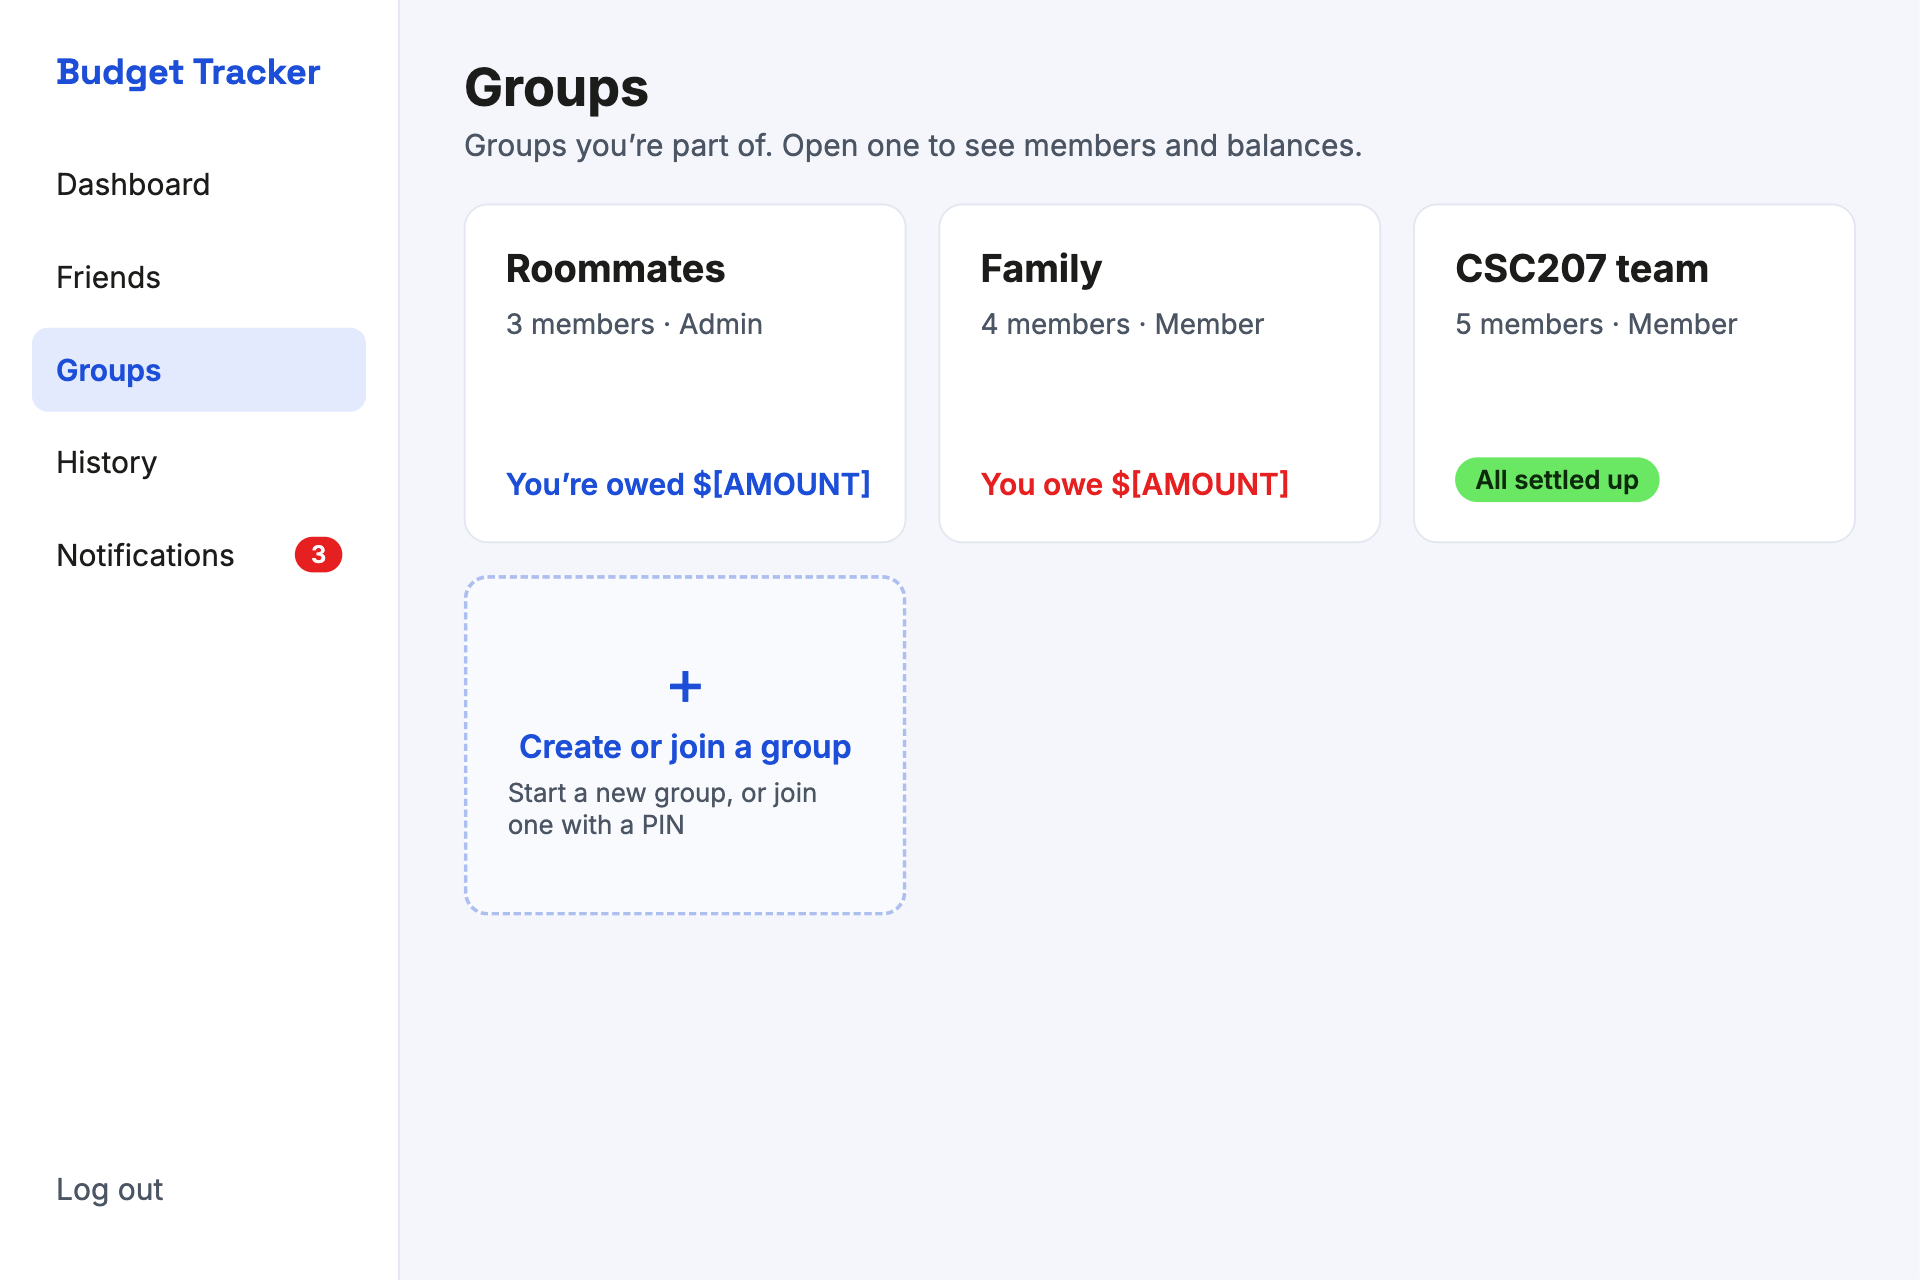 Budget Tracker
Dashboard
Friends
Groups
History
Notifications 3
Log out
Groups
Groups you’re part of. Open one to see members and balances.
Roommates
3 members · Admin
You’re owed $[AMOUNT]
Family
4 members · Member
You owe $[AMOUNT]
CSC207 team
5 members · Member
All settled up
+
Create or join a group
Start a new group, or join
one with a PIN